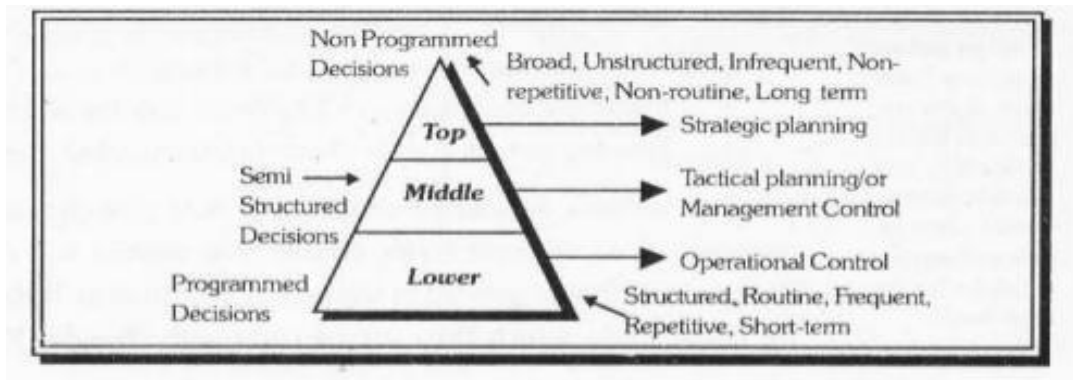 Non Programmed
Decisions
Broad, Unstructured, Infrequent, Non-
repetitive, Non-routine, Long term
Top
Strategic planning
Semi
Structured
Decisions
Middle
Tactical planning/or
Management Control
Lower
Operational Control
Programmed
Decisions
Structured, Routine, Frequent,
Repetitive, Short-term